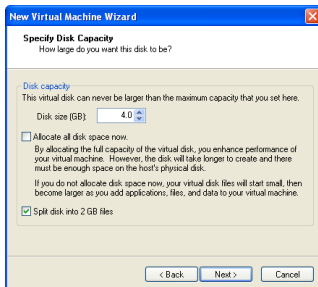 New Virtual Machine Wizard
Specify Disk Capacity
How large do you want this disk to be?
Disk capacity
This virtual disk can never be larger than the maximum capacity that you set here.
Disk size (GB): 4.0
Allocate all disk space now.
By allocating the full capacity of the virtual disk, you enhance performance of
your virtual machine. However, the disk will take longer to create and there
must be enough space on the host's physical disk.
If you do not allocate disk space now, your virtual disk files will start small, then
become larger as you add applications, files, and data to your virtual machine.
Split disk into 2 GB files
< Back Next > Cancel